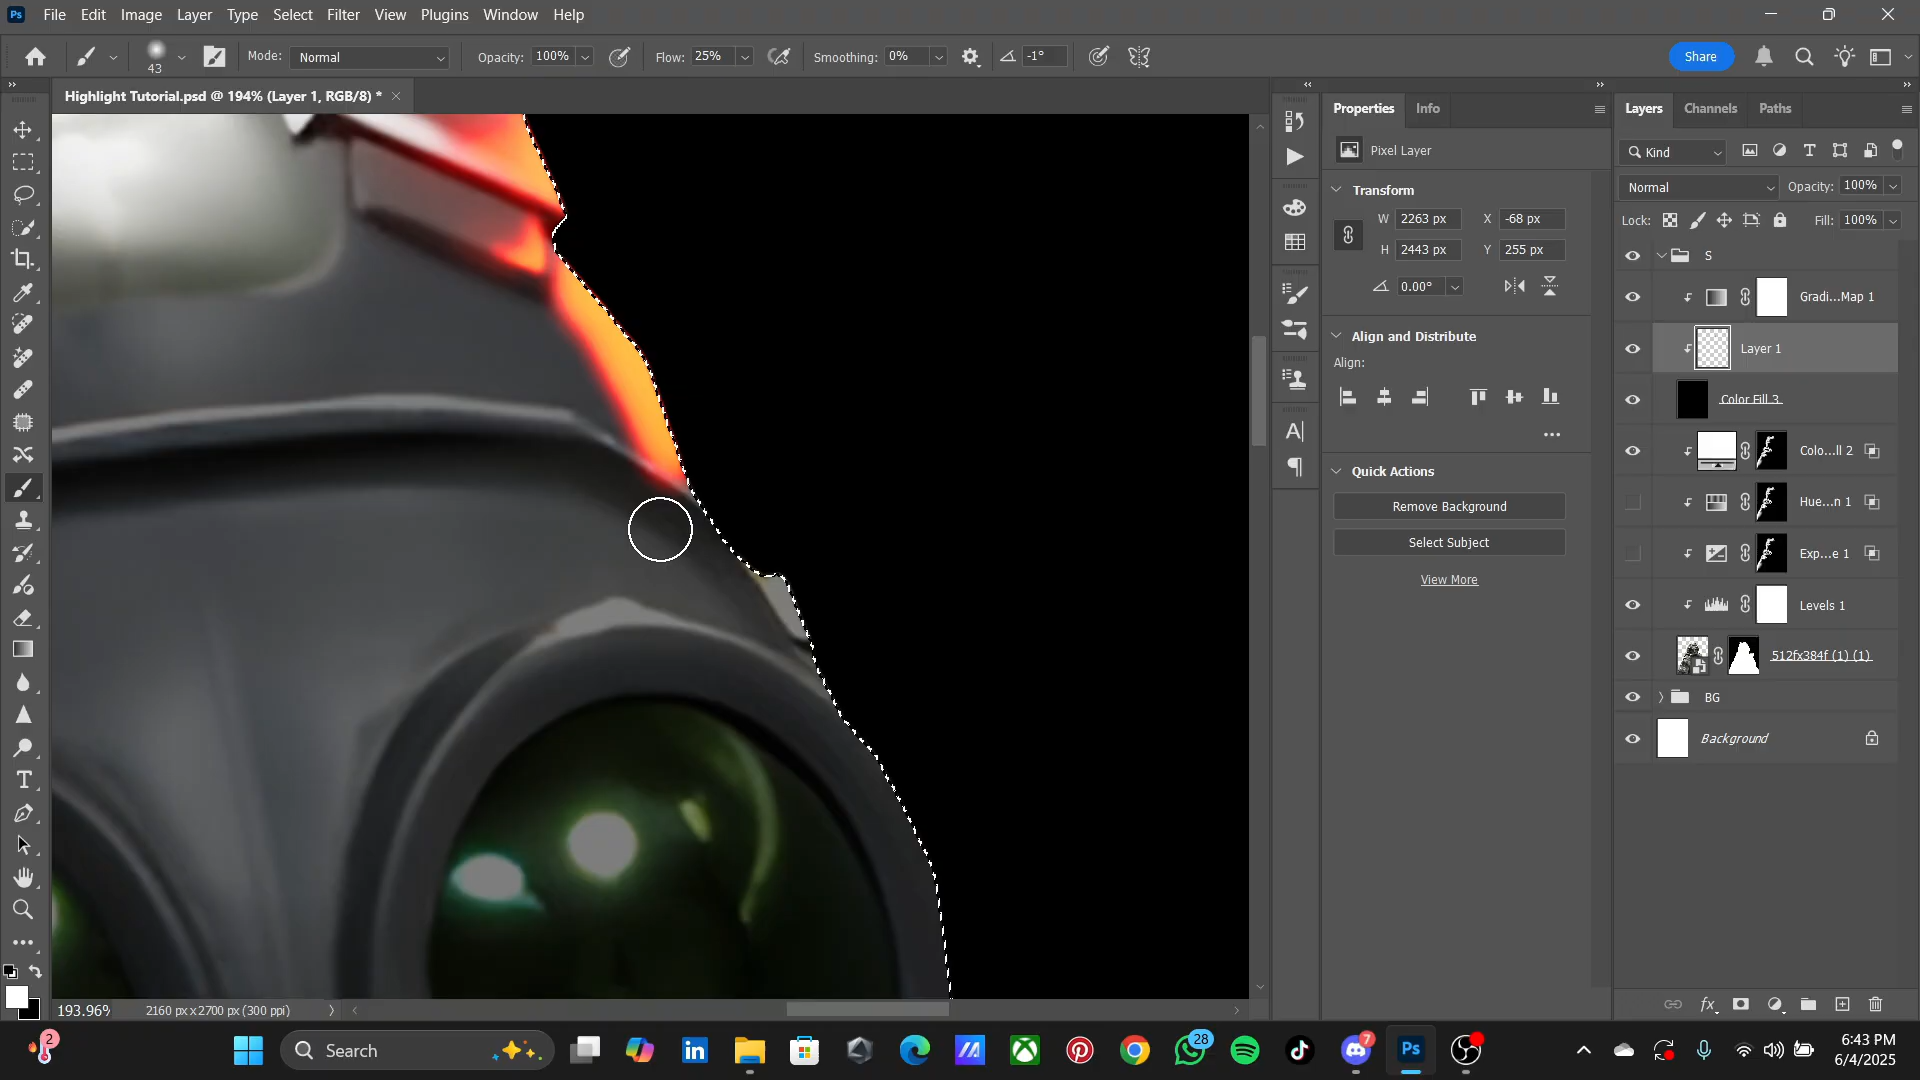 Ps File Edit Image Layer Type Select Filter View Plugins Window Help
43 Mode: Normal Opacity: 100% Flow: 25% Smoothing: 0% -1° Share
Highlight Tutorial.psd @ 194% (Layer 1, RGB/8) *
Properties Info
Pixel Layer
Transform
W 2263 px X -68 px
H 2443 px Y 255 px
0.00°
Align and Distribute
Align:
Quick Actions
Remove Background
Select Subject
View More
Layers Channels Paths
Kind
Normal Opacity: 100%
Lock: Fill: 100%
S
Gradi...Map 1
Layer 1
Color Fill 3
Colo...ll 2
Hue...n 1
Exp...e 1
Levels 1
512fx384f (1) (1)
BG
Background
193.96% 2160 px x 2700 px (300 ppi)
2 Search 28 7 Ps 6:43 PM
6/4/2025